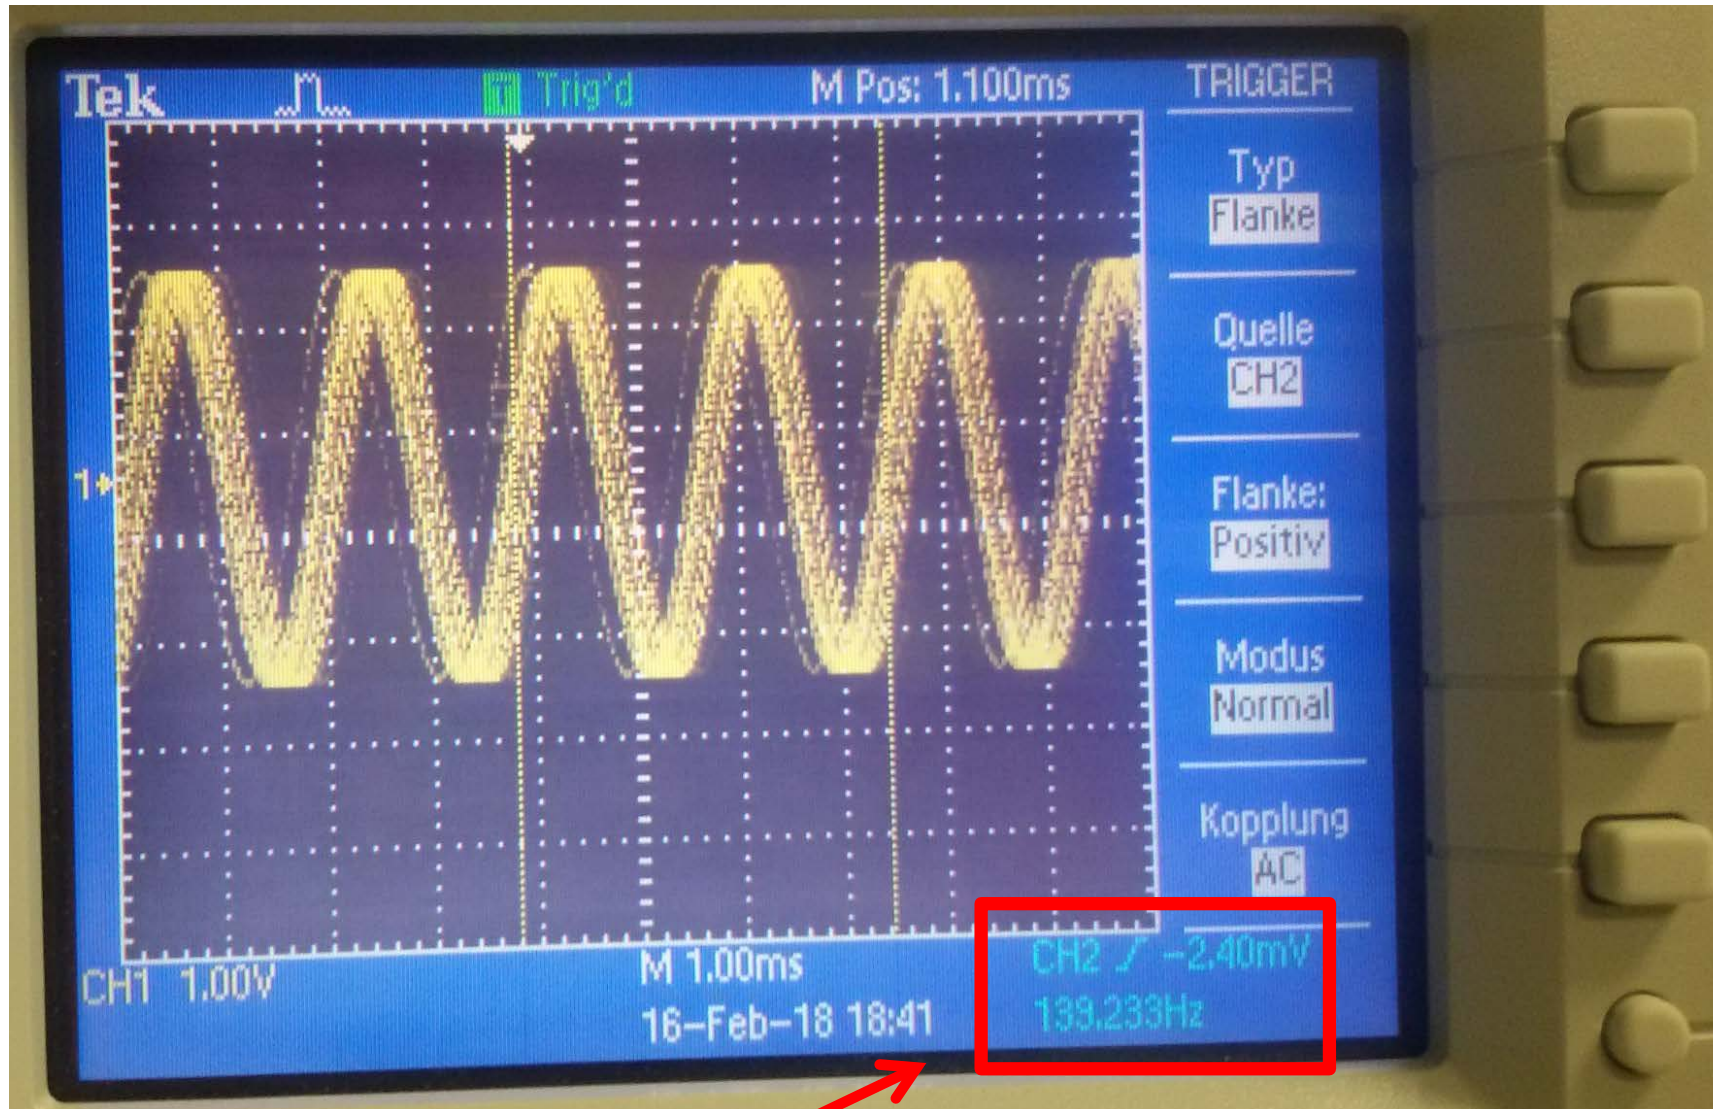 Tek Trig'd M Pos: 1.100ms TRIGGER
Typ
Flanke
Quelle
CH2
1
Flanke:
Positiv
Modus
Normal
Kopplung
AC
CH1 1.00V M 1.00ms CH2 -2.40mV
16-Feb-18 18:41 139.233Hz